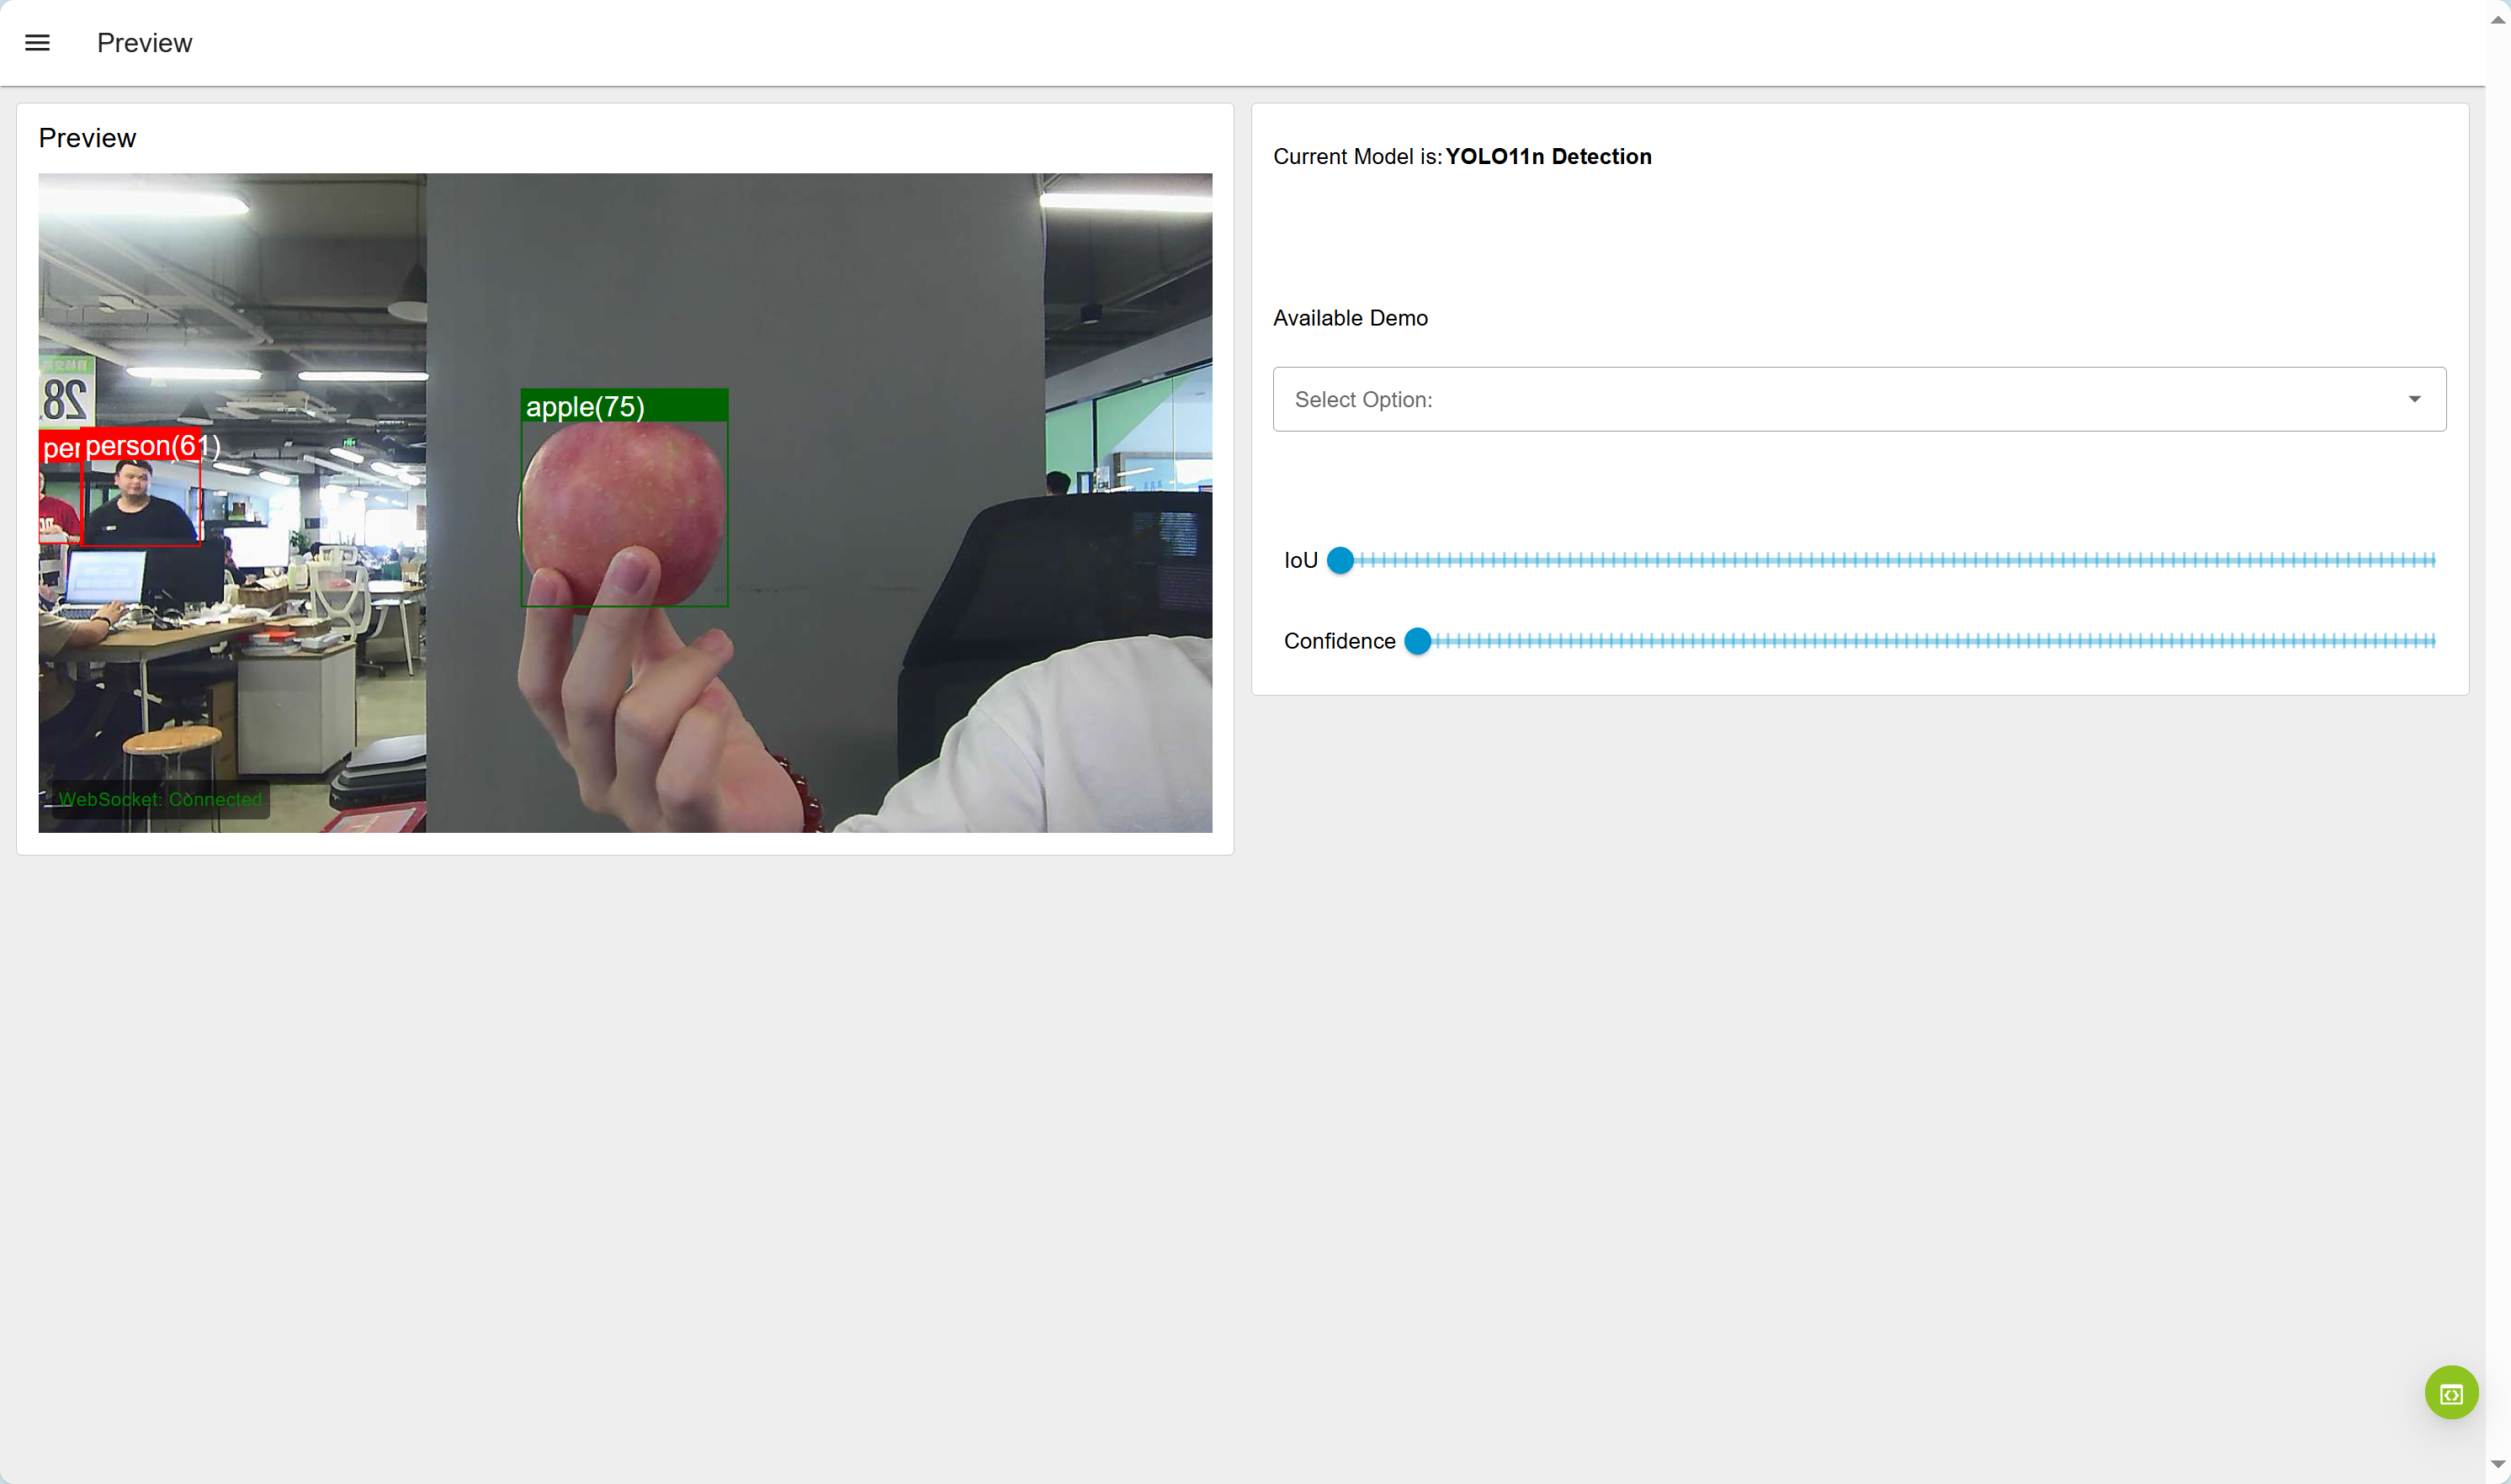 Preview
Preview
28
apple(75)
per
person(61)
WebSocket: Connected
Current Model is: YOLO11n Detection
Available Demo
Select Option:
IoU
Confidence